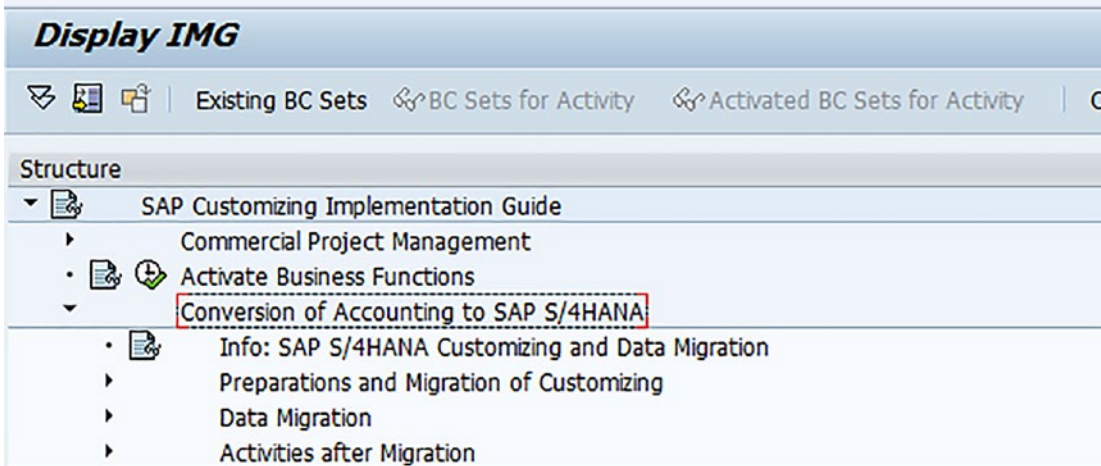 Display IMG
Existing BC Sets BC Sets for Activity Activated BC Sets for Activity
Structure
SAP Customizing Implementation Guide
Commercial Project Management
Activate Business Functions
Conversion of Accounting to SAP S/4HANA
Info: SAP S/4HANA Customizing and Data Migration
Preparations and Migration of Customizing
Data Migration
Activities after Migration